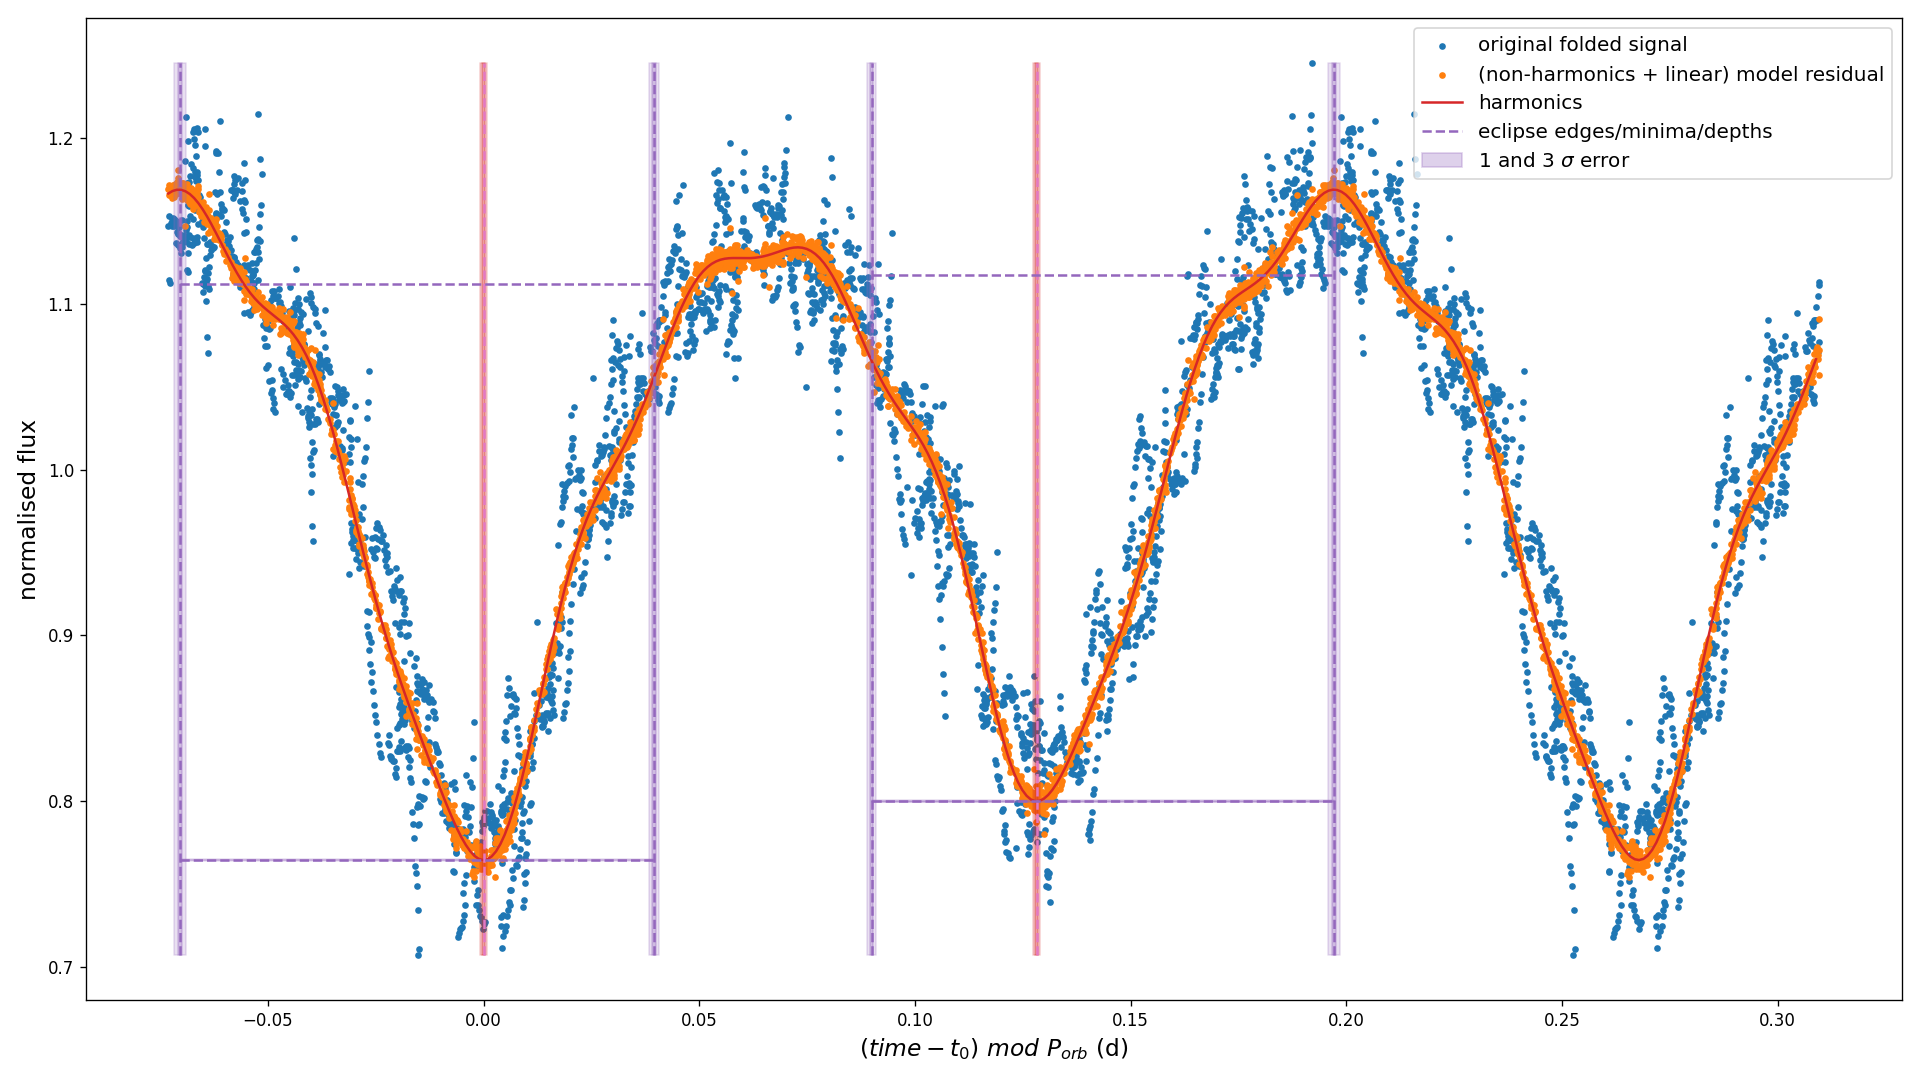 original folded signal
(non-harmonics + linear) model residual
harmonics
eclipse edges/minima/depths
1 and 3 σ error
normalised flux
1.2
1.1
1.0
0.9
0.8
0.7
−0.05
0.00
0.05
0.10
0.15
0.20
0.25
0.30
(time − t₀) mod Pₒᵣb (d)